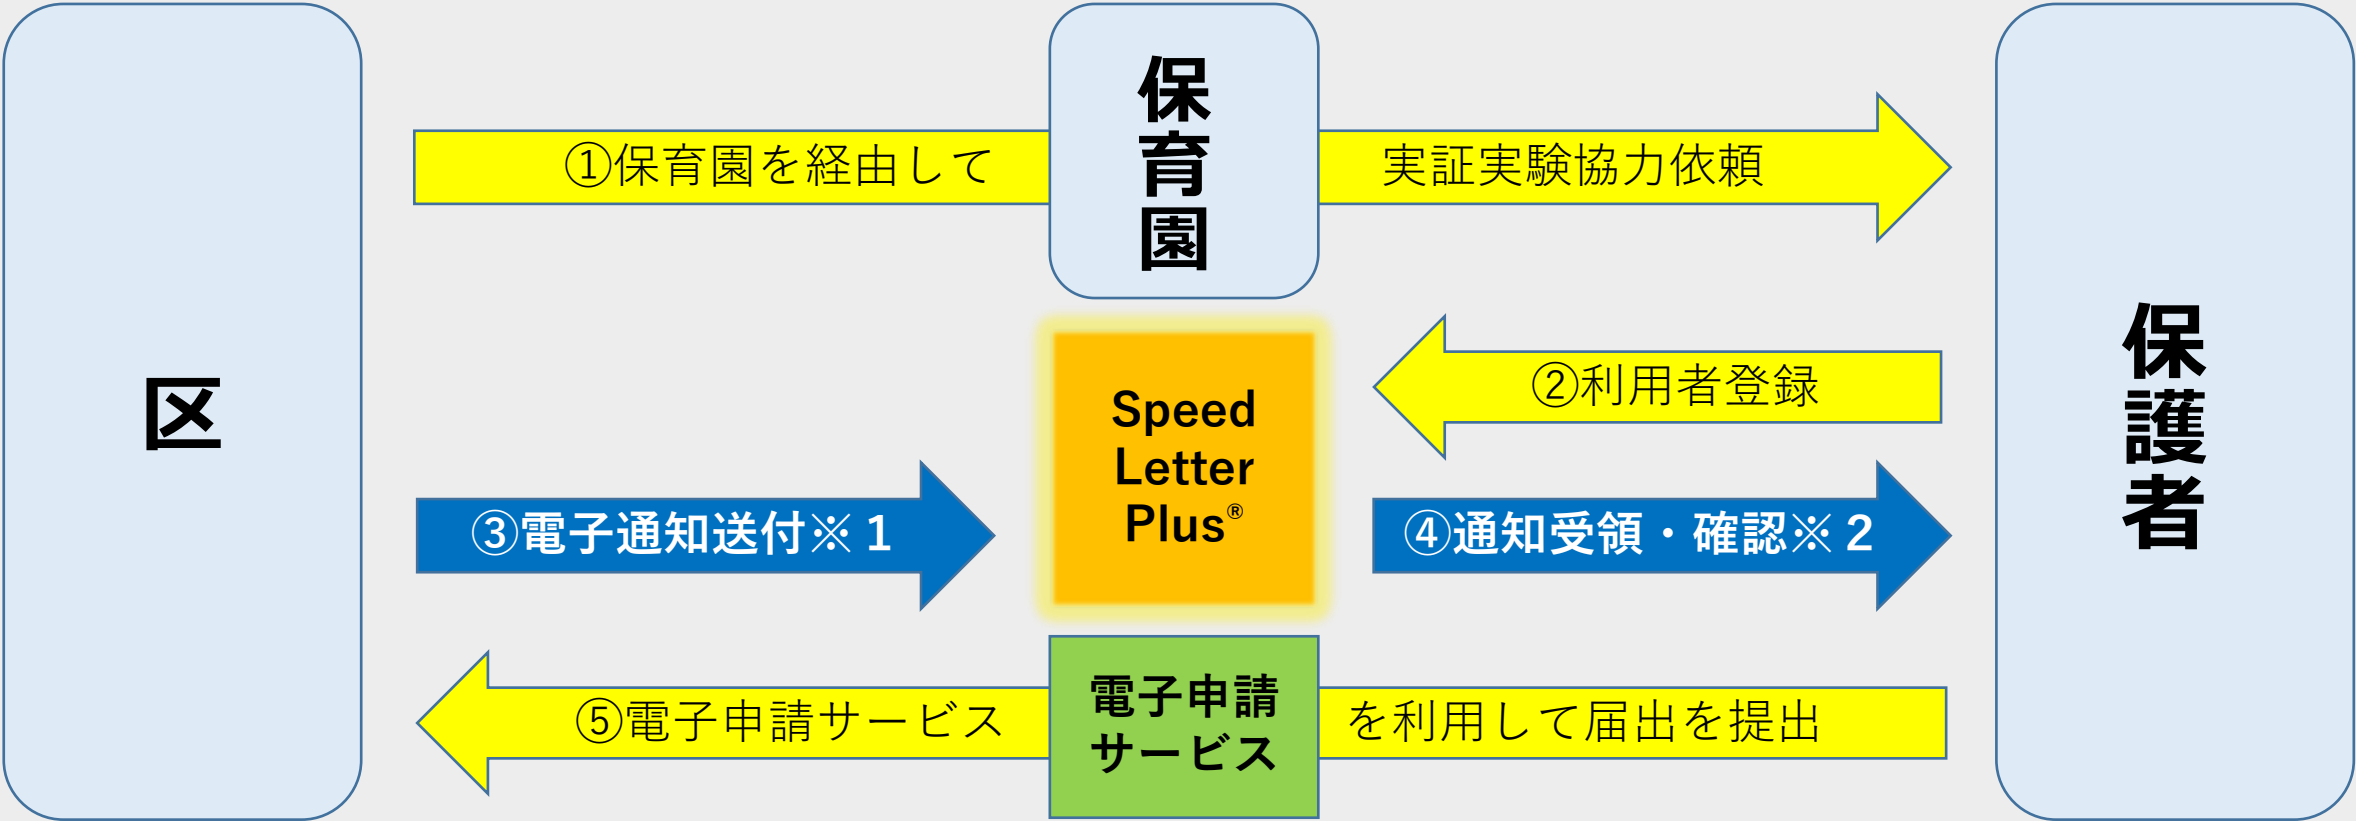 区
保育園
保護者
①保育園を経由して
実証実験協力依頼
②利用者登録
Speed
Letter
Plus®
③電子通知送付※１
④通知受領・確認※２
⑤電子申請サービス
電子申請
サービス
を利用して届出を提出